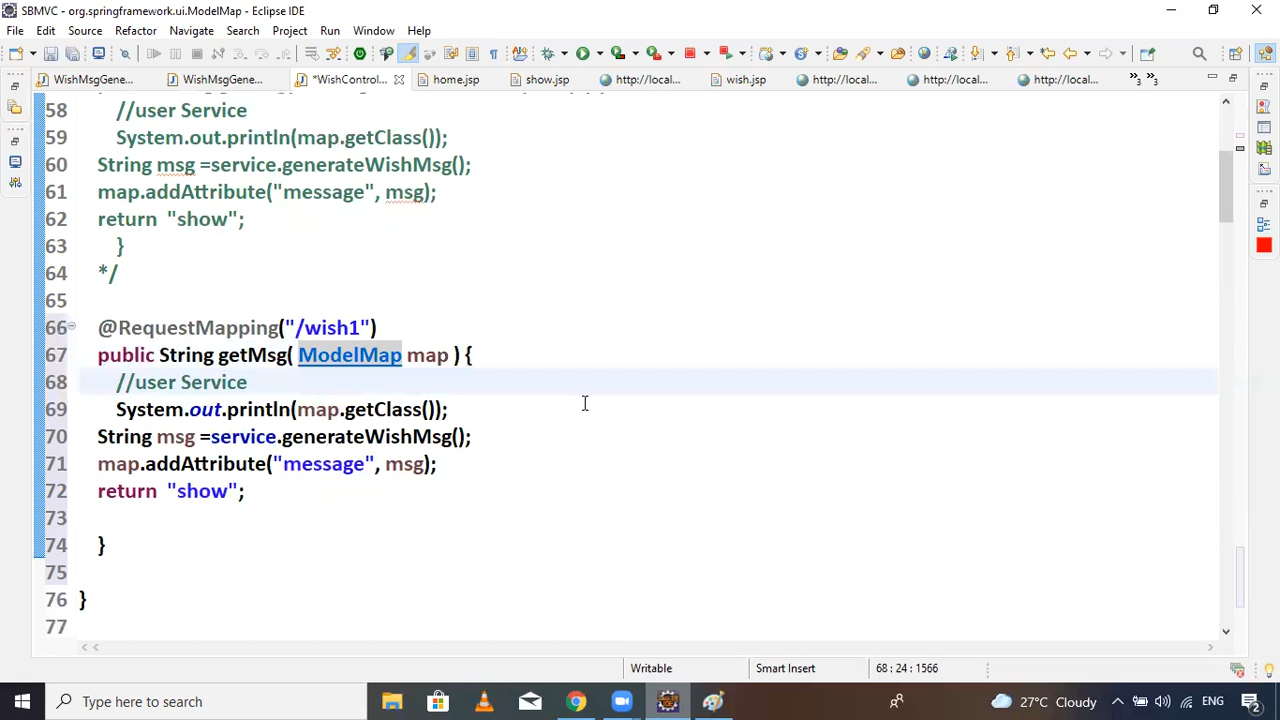 SBMVC - org.springframework.ui.ModelMap - Eclipse IDE
File Edit Source Refactor Navigate Search Project Run Window Help
WishMsgGene... WishMsgGene... *WishControl... home.jsp show.jsp http://local... wish.jsp http://local... http://local... http://local... »3 »3
58 //user Service
59 System.out.println(map.getClass());
60 String msg =service.generateWishMsg();
61 map.addAttribute("message", msg);
62 return "show";
63 }
64 */
65
66 @RequestMapping("/wish1")
67 public String getMsg( ModelMap map ) {
68 //user Service
69 System.out.println(map.getClass());
70 String msg =service.generateWishMsg();
71 map.addAttribute("message", msg);
72 return "show";
73
74 }
75
76 }
77
Writable Smart Insert 68 : 24 : 1566
Type here to search 27°C Cloudy ENG 2